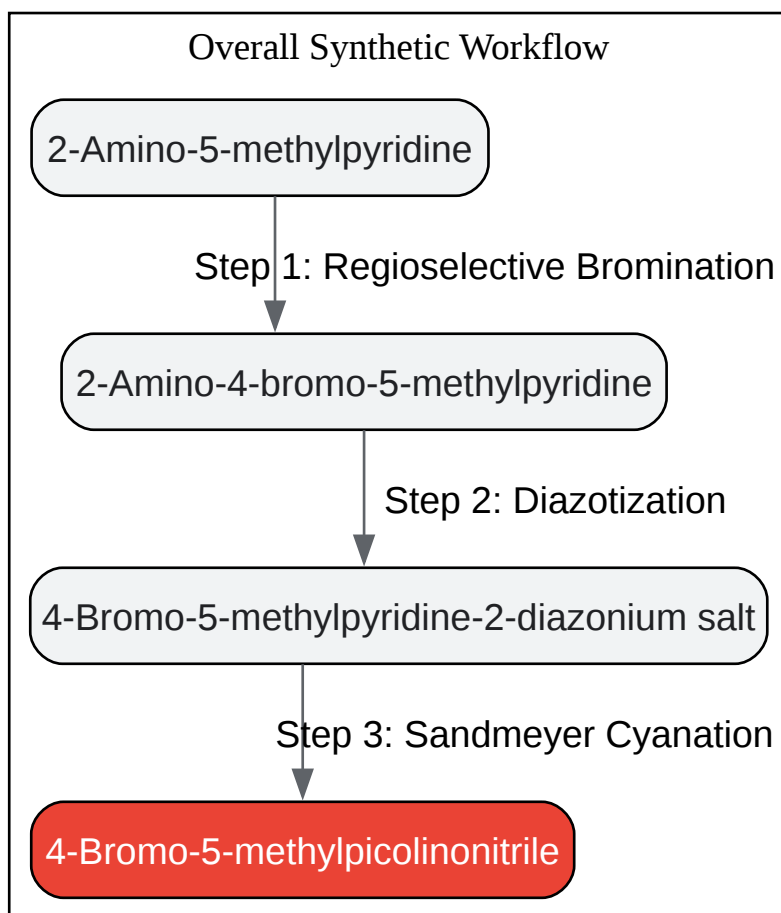 Overall Synthetic Workflow
2-Amino-5-methylpyridine
Step 1: Regioselective Bromination
2-Amino-4-bromo-5-methylpyridine
Step 2: Diazotization
4-Bromo-5-methylpyridine-2-diazonium salt
Step 3: Sandmeyer Cyanation
4-Bromo-5-methylpicolinonitrile